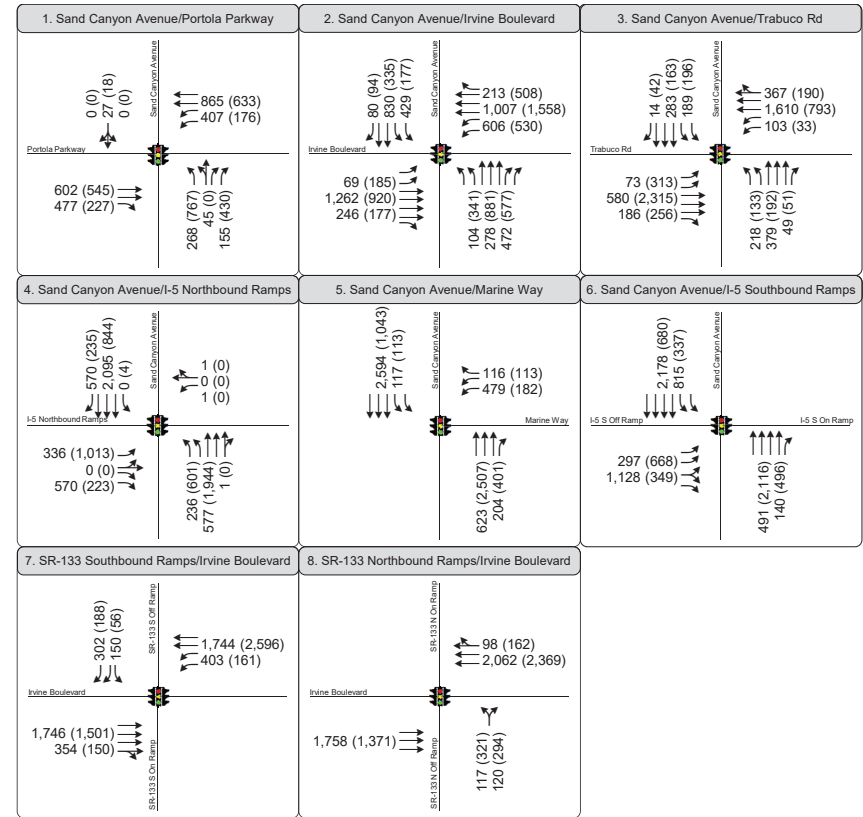 1. Sand Canyon Avenue/Portola Parkway
0 (0)
27 (18)
0 (0)
Sand Canyon Avenue
865 (633)
407 (176)
Portola Parkway
602 (545)
477 (227)
268 (767)
45 (0)
155 (430)
2. Sand Canyon Avenue/Irvine Boulevard
80 (94)
830 (335)
429 (177)
Sand Canyon Avenue
213 (508)
1,007 (1,558)
606 (530)
Irvine Boulevard
69 (185)
1,262 (920)
246 (177)
104 (341)
278 (881)
472 (577)
3. Sand Canyon Avenue/Trabuco Rd
14 (42)
283 (163)
189 (196)
Sand Canyon Avenue
367 (190)
1,610 (793)
103 (33)
Trabuco Rd
73 (313)
580 (2,315)
186 (256)
218 (133)
379 (192)
49 (51)
4. Sand Canyon Avenue/I-5 Northbound Ramps
570 (235)
2,095 (844)
0 (4)
Sand Canyon Avenue
1 (0)
0 (0)
1 (0)
I-5 Northbound Ramps
336 (1,013)
0 (0)
570 (223)
236 (601)
577 (1,944)
1 (0)
5. Sand Canyon Avenue/Marine Way
2,594 (1,043)
117 (113)
Sand Canyon Avenue
116 (113)
479 (182)
Marine Way
623 (2,507)
204 (401)
6. Sand Canyon Avenue/I-5 Southbound Ramps
2,178 (680)
815 (337)
Sand Canyon Avenue
I-5 S Off Ramp
I-5 S On Ramp
297 (668)
1,128 (349)
491 (2,116)
140 (496)
7. SR-133 Southbound Ramps/Irvine Boulevard
302 (188)
150 (56)
SR-133 S Off Ramp
1,744 (2,596)
403 (161)
Irvine Boulevard
1,746 (1,501)
354 (150)
SR-133 S On Ramp
8. SR-133 Northbound Ramps/Irvine Boulevard
SR-133 N On Ramp
98 (162)
2,062 (2,369)
Irvine Boulevard
1,758 (1,371)
SR-133 N Off Ramp
117 (321)
120 (294)